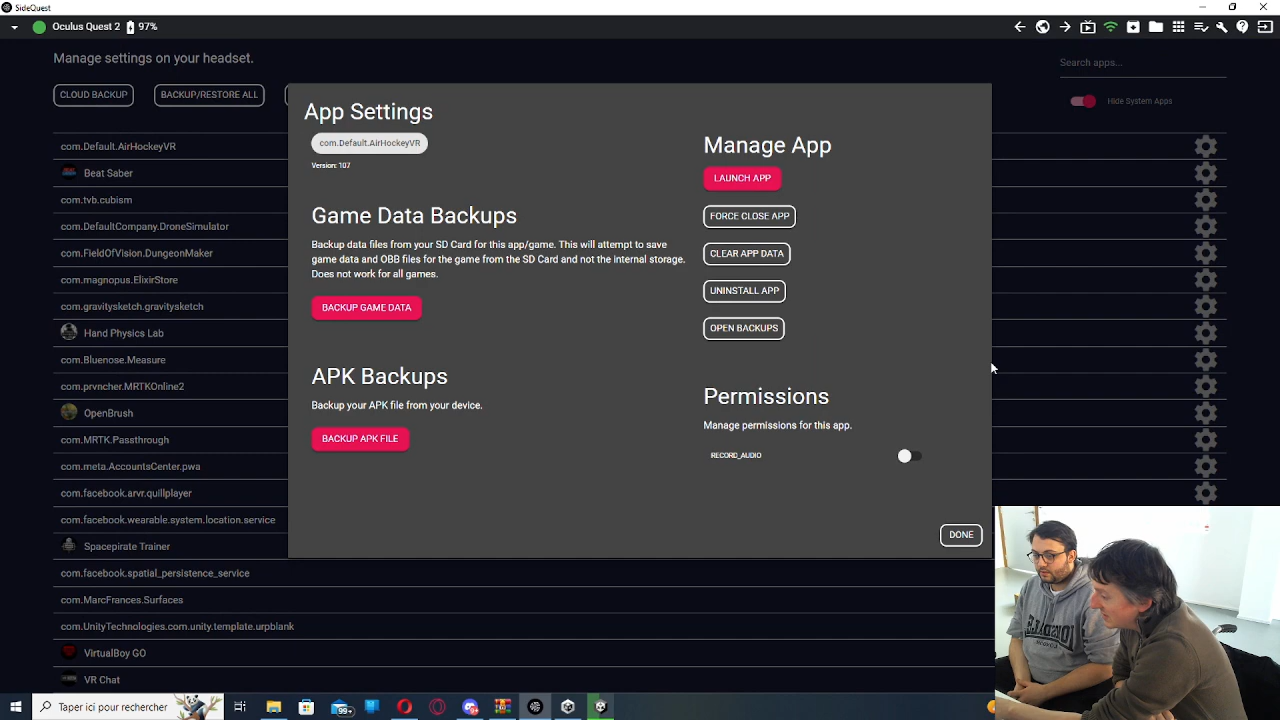 SideQuest
Oculus Quest 2 97%
Manage settings on your headset.
Search apps...
CLOUD BACKUP
BACKUP/RESTORE ALL
Hide System Apps
com.Default.AirHockeyVR
Beat Saber
com.tvb.cubism
com.DefaultCompany.DroneSimulator
com.FieldOfVision.DungeonMaker
com.magnopus.ElixirStore
com.gravitysketch.gravitysketch
Hand Physics Lab
com.Bluenose.Measure
com.prvncher.MRTKOnline2
OpenBrush
com.MRTK.Passthrough
com.meta.AccountsCenter.pwa
com.facebook.arvr.quillplayer
com.facebook.wearable.system.location.service
Spacepirate Trainer
com.facebook.spatial_persistence_service
com.MarcFrances.Surfaces
com.UnityTechnologies.com.unity.template.urpblank
VirtualBoy GO
VR Chat
App Settings
com.Default.AirHockeyVR
Version: 107
Game Data Backups
Backup data files from your SD Card for this app/game. This will attempt to save
game data and OBB files for the game from the SD Card and not the internal storage.
Does not work for all games.
BACKUP GAME DATA
APK Backups
Backup your APK file from your device.
BACKUP APK FILE
Manage App
LAUNCH APP
FORCE CLOSE APP
CLEAR APP DATA
UNINSTALL APP
OPEN BACKUPS
Permissions
Manage permissions for this app.
RECORD_AUDIO
DONE
Taper ici pour rechercher
99+